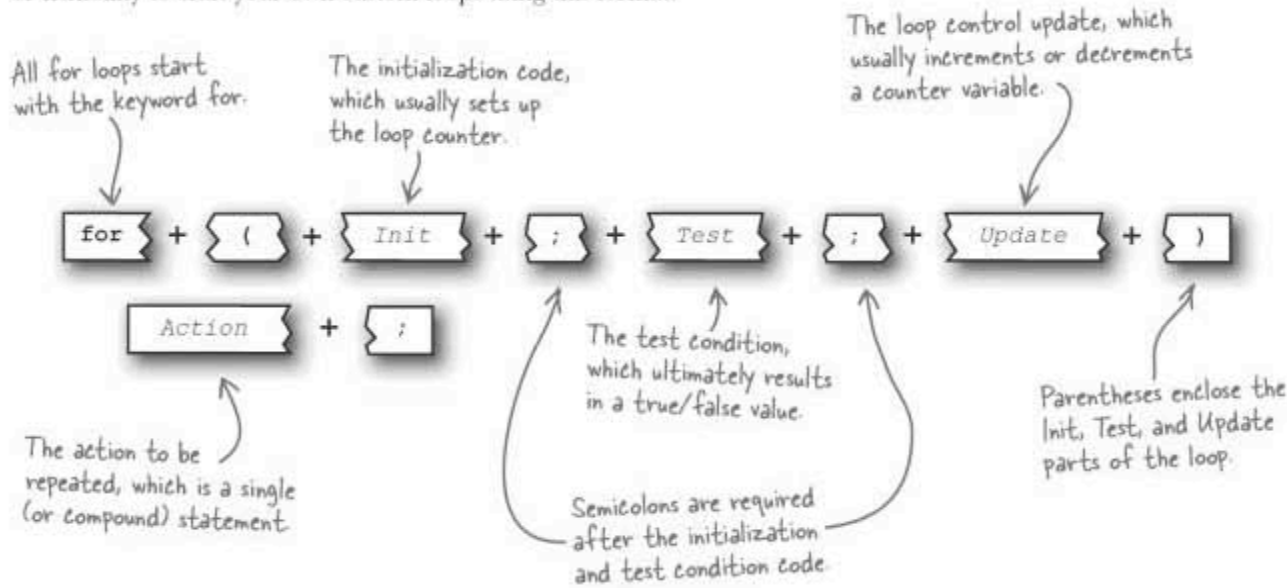 All for loops start
with the keyword for.
The initialization code,
which usually sets up
the loop counter.
The loop control update, which
usually increments or decrements
a counter variable.
for + ( + Init + ; + Test + ; + Update + )
Action + ;
The test condition,
which ultimately results
in a true/false value.
Parentheses enclose the
Init, Test, and Update
parts of the loop.
The action to be
repeated, which is a single
(or compound) statement
Semicolons are required
after the initialization
and test condition code